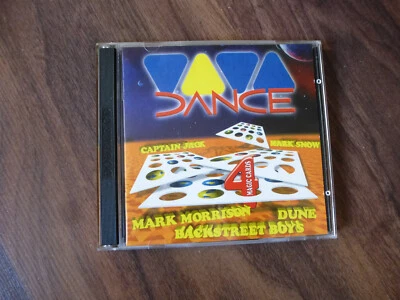 VIVA
DANCE
CAPTAIN JACK
MARK SNOW
4
MAGIC CARDS
MARK MORRISON
DUNE
BACKSTREET BOYS